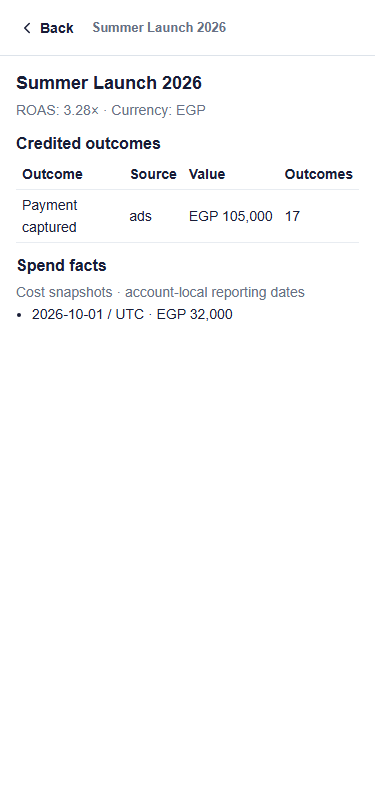 Back Summer Launch 2026
Summer Launch 2026
ROAS: 3.28× · Currency: EGP
Credited outcomes
Outcome Source Value Outcomes
Payment captured ads EGP 105,000 17
Spend facts
Cost snapshots · account-local reporting dates
• 2026-10-01 / UTC · EGP 32,000